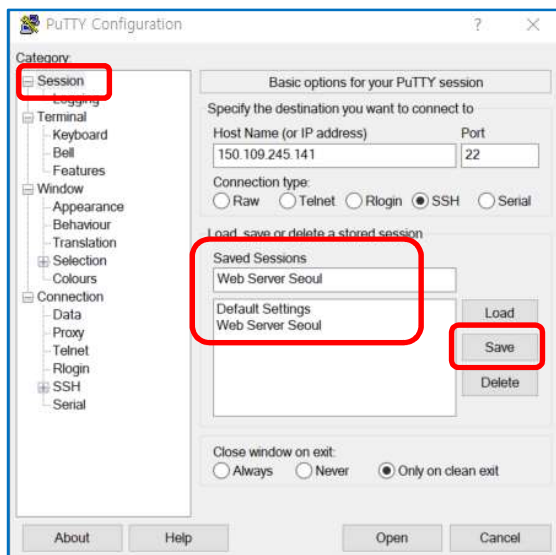 PuTTY Configuration
Category:
Session
Logging
Terminal
Keyboard
Bell
Features
Window
Appearance
Behaviour
Translation
Selection
Colours
Connection
Data
Proxy
Telnet
Rlogin
SSH
Serial
Basic options for your PuTTY session
Specify the destination you want to connect to
Host Name (or IP address) Port
150.109.245.141 22
Connection type:
Raw Telnet Rlogin SSH Serial
Load, save or delete a stored session
Saved Sessions
Web Server Seoul
Default Settings
Web Server Seoul
Load
Save
Delete
Close window on exit:
Always Never Only on clean exit
About Help Open Cancel